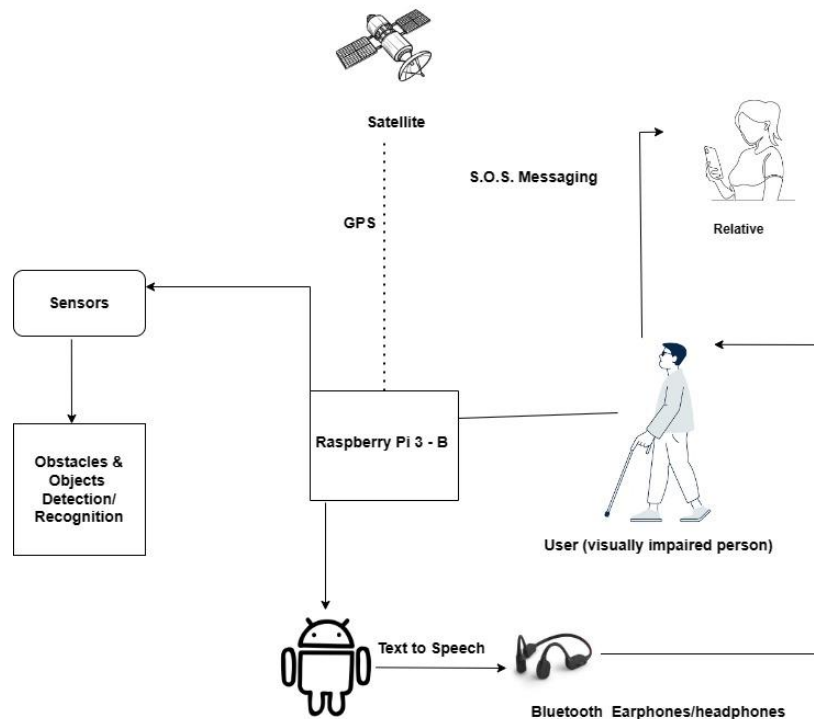 Satellite
S.O.S. Messaging
GPS
Relative
Sensors
Raspberry Pi 3 - B
Obstacles &
Objects
Detection/
Recognition
User (visually impaired person)
Text to Speech
Bluetooth Earphones/headphones